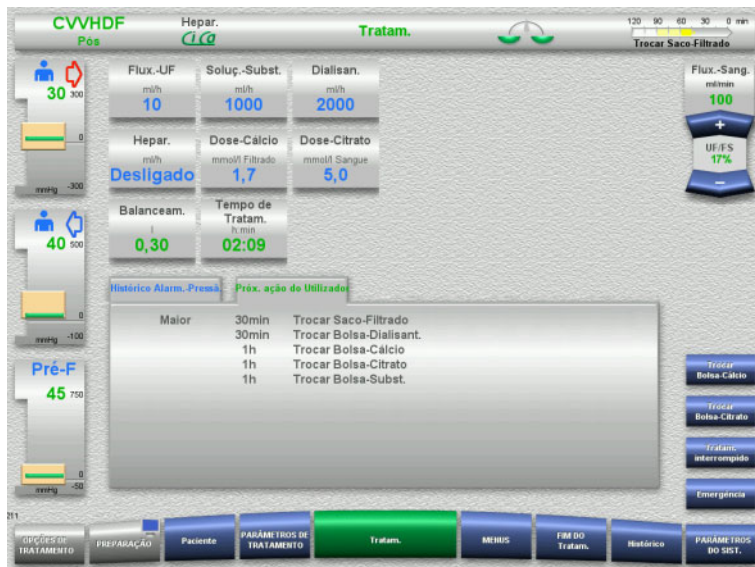 CVVHDF
Pós
Hepar.
CiCa
Tratam.
120 90 60 30 0 min
Trocar Saco-Filtrado
30 300
0
mmHg -300
40 500
0
mmHg -100
Pré-F
45 750
0
mmHg -50
Flux.-UF
ml/h
10
Soluç.-Subst.
ml/h
1000
Dialisan.
ml/h
2000
Hepar.
ml/h
Desligado
Dose-Cálcio
mmol/l Filtrado
1,7
Dose-Citrato
mmol/l Sangue
5,0
Balanceam.
l
0,30
Tempo de
Tratam.
h:min
02:09
Flux.-Sang.
ml/min
100
+
UF/FS
17%
−
Histórico Alarm.-Pressã.
Próx. ação do Utilizador
Maior 30min Trocar Saco-Filtrado
30min Trocar Bolsa-Dialisant.
1h Trocar Bolsa-Cálcio
1h Trocar Bolsa-Citrato
1h Trocar Bolsa-Subst.
Trocar
Bolsa-Cálcio
Trocar
Bolsa-Citrato
Tratam.
interrompido
Emergência
211
OPÇÕES DE
TRATAMENTO
PREPARAÇÃO
Paciente
PARÂMETROS DE
TRATAMENTO
Tratam.
MENUS
FIM DO
Tratam.
Histórico
PARÂMETROS
DO SIST.